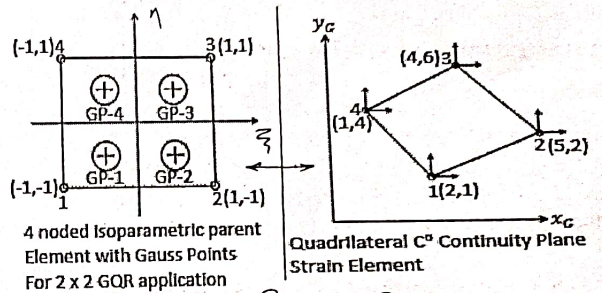 η
(-1,1)4
3(1,1)
GP-4
GP-3
ξ
GP-1
GP-2
(-1,-1)
1
2(1,-1)
4 noded Isoparametric parent
Element with Gauss Points
For 2 x 2 GQR application
yG
(4,6)3
4
(1,4)
2(5,2)
1(2,1)
xG
Quadrilateral C⁰ Continuity Plane
Strain Element